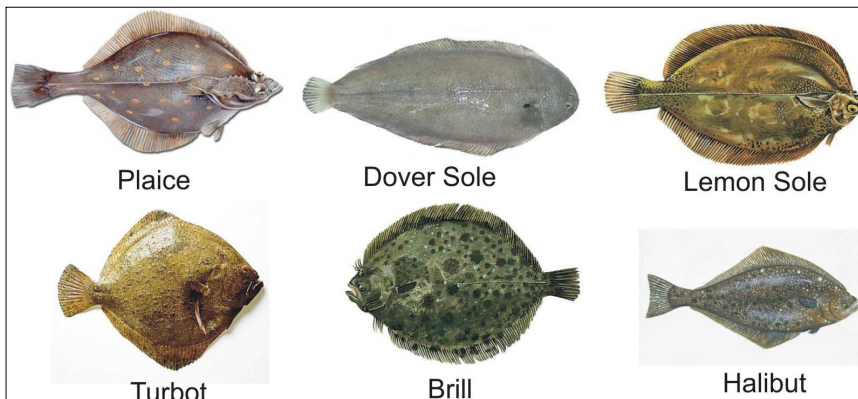 Plaice
Dover Sole
Lemon Sole
Turbot
Brill
Halibut